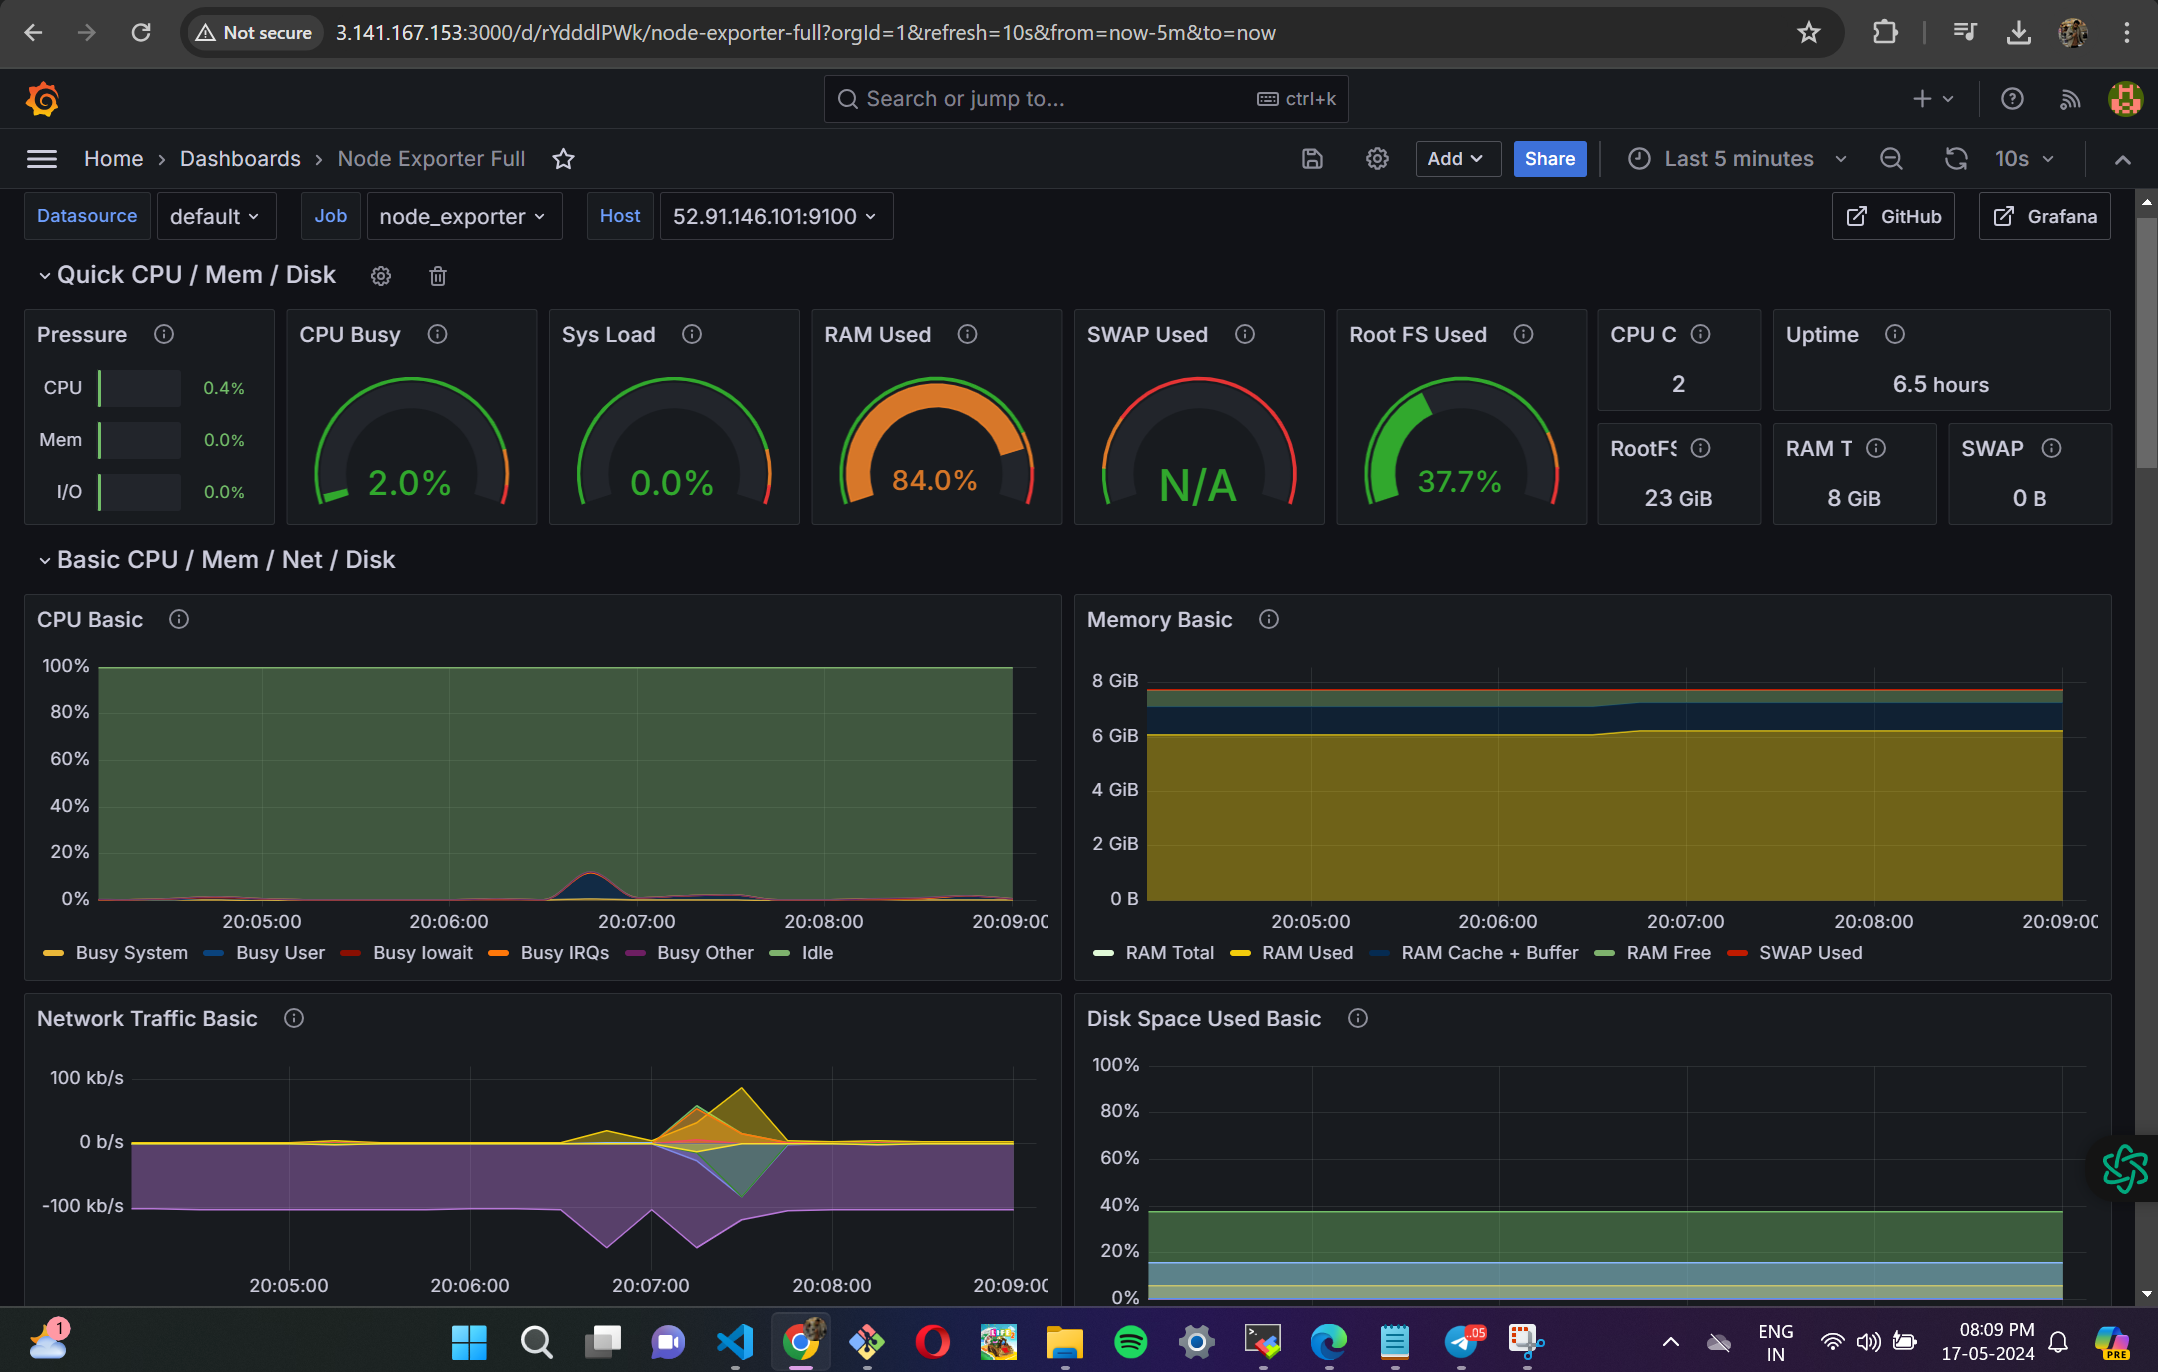 Not secure
3.141.167.153:3000/d/rYdddlPWk/node-exporter-full?orgId=1&refresh=10s&from=now-5m&to=now
Search or jump to...
ctrl+k
Home › Dashboards › Node Exporter Full
Add
Share
Last 5 minutes
10s
Datasource
default
Job
node_exporter
Host
52.91.146.101:9100
GitHub
Grafana
Quick CPU / Mem / Disk
Pressure
CPU 0.4%
Mem 0.0%
I/O 0.0%
CPU Busy
2.0%
Sys Load
0.0%
RAM Used
84.0%
SWAP Used
N/A
Root FS Used
37.7%
CPU C
2
Uptime
6.5 hours
RootFS
23 GiB
RAM T
8 GiB
SWAP
0 B
Basic CPU / Mem / Net / Disk
CPU Basic
100%
80%
60%
40%
20%
0%
20:05:00 20:06:00 20:07:00 20:08:00 20:09:00
Busy System Busy User Busy Iowait Busy IRQs Busy Other Idle
Memory Basic
8 GiB
6 GiB
4 GiB
2 GiB
0 B
20:05:00 20:06:00 20:07:00 20:08:00 20:09:00
RAM Total RAM Used RAM Cache + Buffer RAM Free SWAP Used
Network Traffic Basic
100 kb/s
0 b/s
-100 kb/s
20:05:00 20:06:00 20:07:00 20:08:00 20:09:00
Disk Space Used Basic
100%
80%
60%
40%
20%
0%
1
.05
ENG
IN
08:09 PM
17-05-2024
PRE